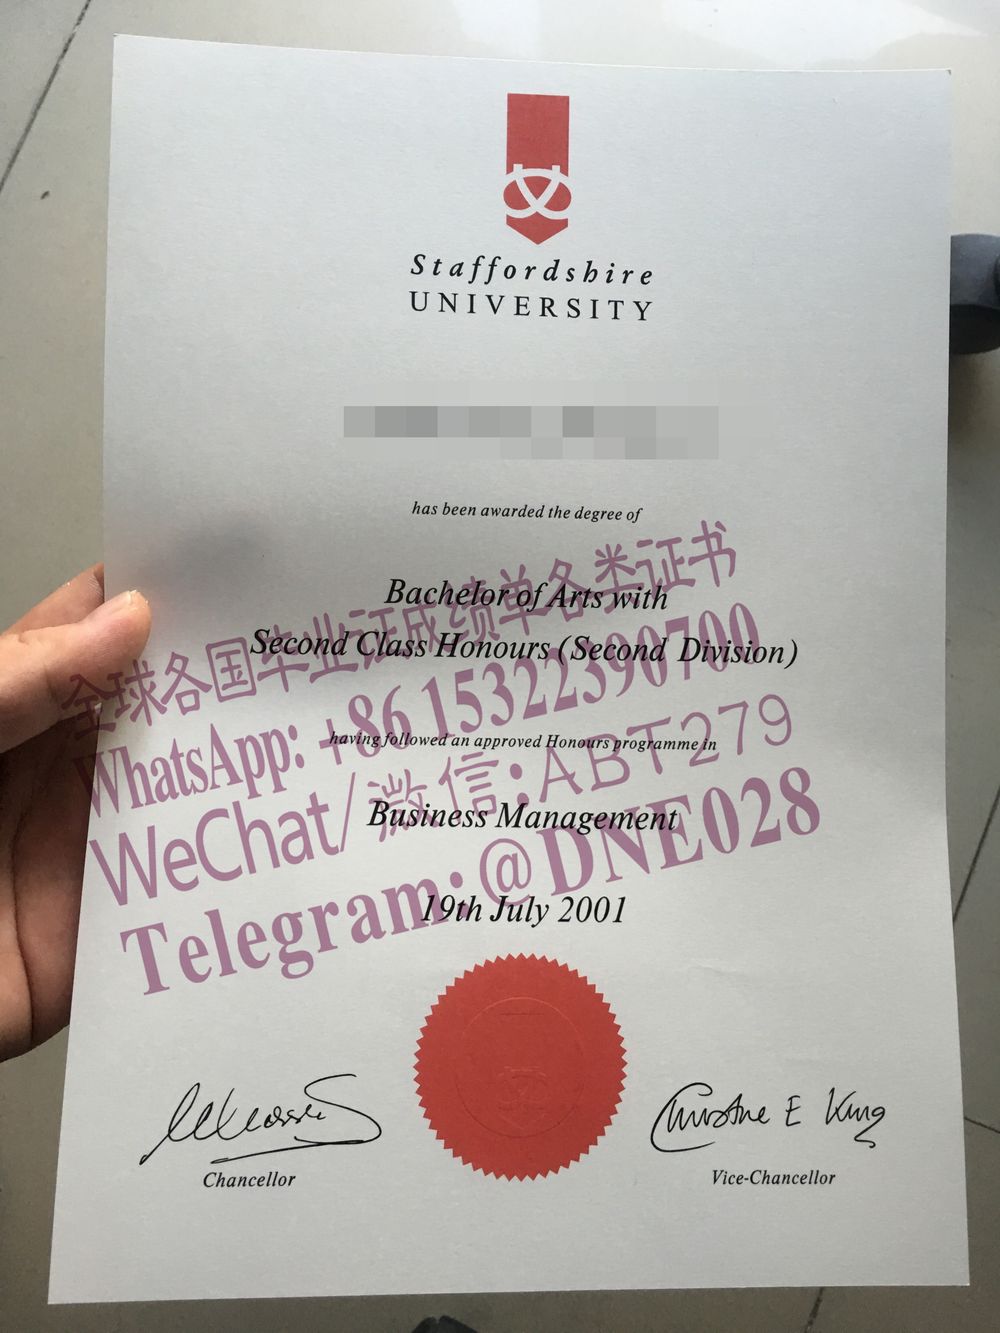 Staffordshire
UNIVERSITY
has been awarded the degree of
Bachelor of Arts with
Second Class Honours (Second Division)
having followed an approved Honours programme in
Business Management
19th July 2001
Christine E King
Chancellor
Vice-Chancellor
全球各国毕业证成绩单各类证书
WhatsApp: +86 15322390700
WeChat/微信:ABT279
Telegram:@DNE028